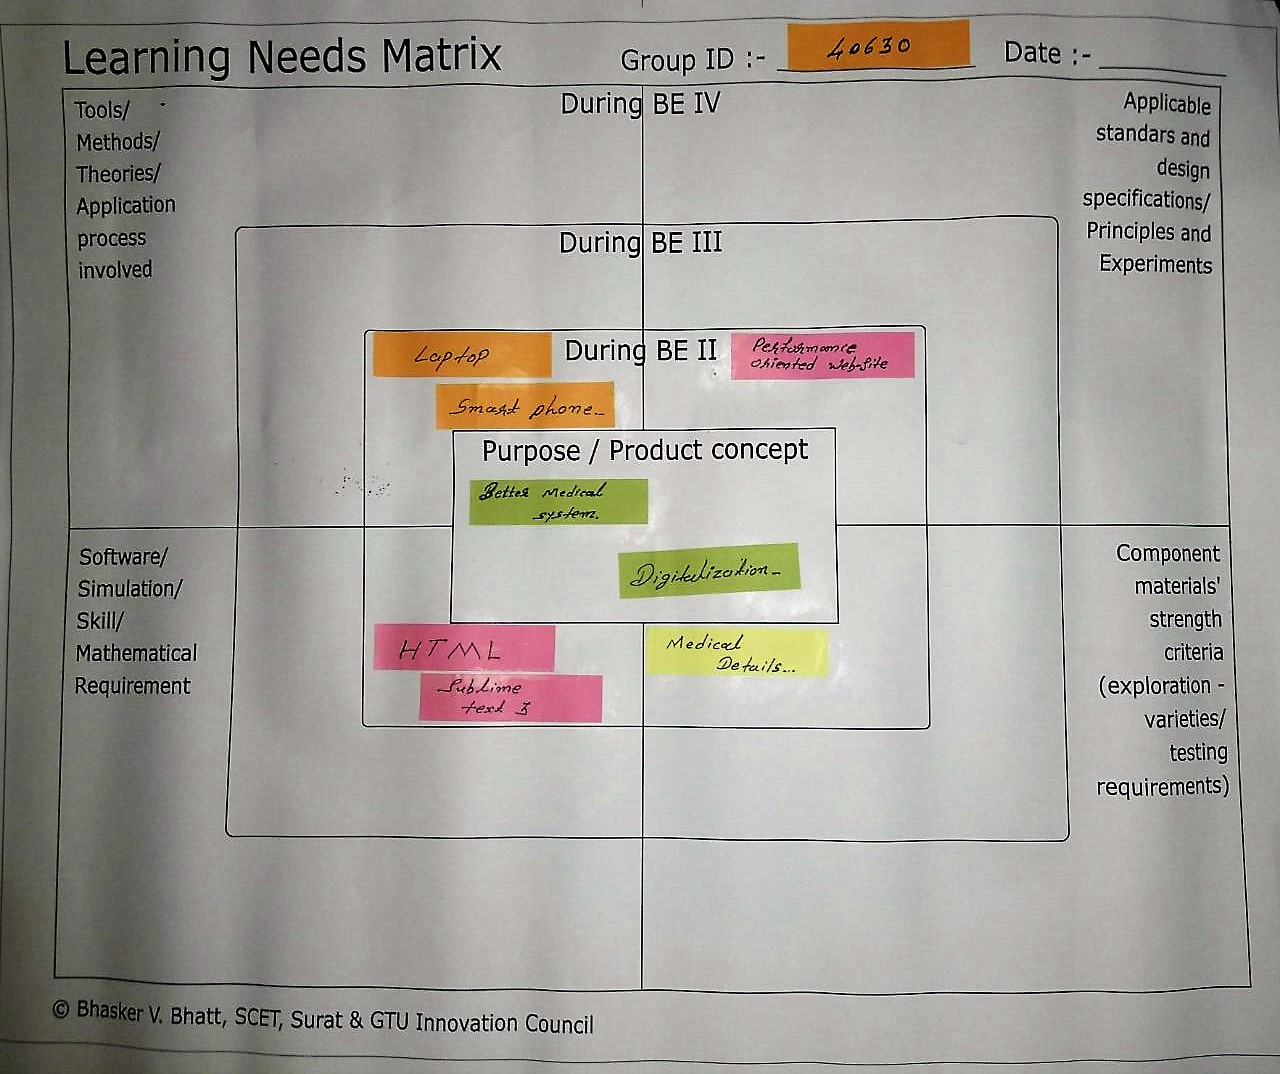 Learning Needs Matrix
Group ID :- 40630
Date :-
Tools/
Methods/
Theories/
Application
process
involved
During BE IV
Applicable
standars and
design
specifications/
Principles and
Experiments
During BE III
Laptop
During BE II
Performance
oriented web-site
Smart phone
Purpose / Product concept
Better Medical
system.
Digitalization
Software/
Simulation/
Skill/
Mathematical
Requirement
Component
materials'
strength
criteria
(exploration -
varieties/
testing
requirements)
HTML
Sublime
text 3
Medical
Details...
© Bhasker V. Bhatt, SCET, Surat & GTU Innovation Council